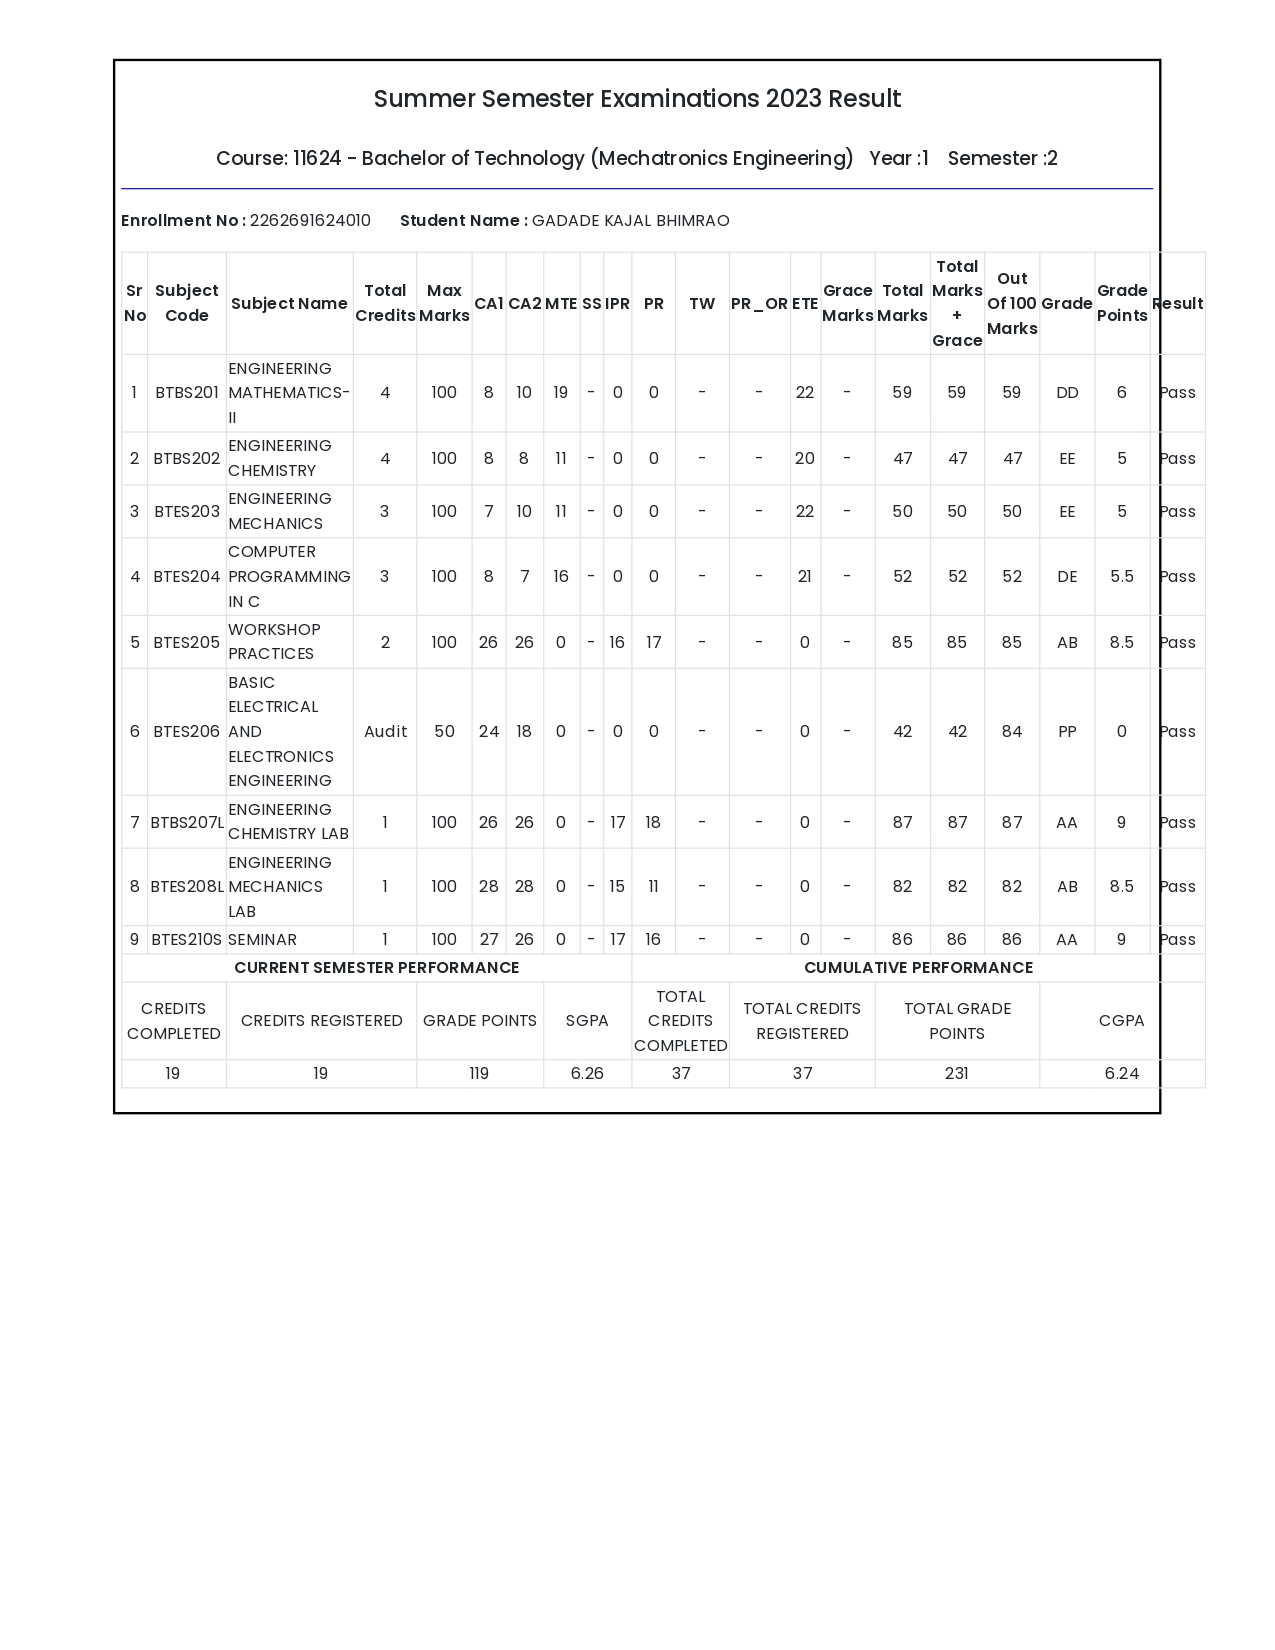 Summer Semester Examinations 2023 Result
Course: 11624 - Bachelor of Technology (Mechatronics Engineering) Year :1 Semester :2
Enrollment No : 2262691624010 Student Name : GADADE KAJAL BHIMRAO
Sr No Subject Code Subject Name Total Credits Max Marks CA1 CA2 MTE SS IPR PR TW PR_OR ETE Grace Marks Total Marks Total Marks + Grace Out Of 100 Marks Grade Grade Points Result
1 BTBS201 ENGINEERING MATHEMATICS-II 4 100 8 10 19 - 0 0 - - 22 - 59 59 59 DD 6 Pass
2 BTBS202 ENGINEERING CHEMISTRY 4 100 8 8 11 - 0 0 - - 20 - 47 47 47 EE 5 Pass
3 BTES203 ENGINEERING MECHANICS 3 100 7 10 11 - 0 0 - - 22 - 50 50 50 EE 5 Pass
4 BTES204 COMPUTER PROGRAMMING IN C 3 100 8 7 16 - 0 0 - - 21 - 52 52 52 DE 5.5 Pass
5 BTES205 WORKSHOP PRACTICES 2 100 26 26 0 - 16 17 - - 0 - 85 85 85 AB 8.5 Pass
6 BTES206 BASIC ELECTRICAL AND ELECTRONICS ENGINEERING Audit 50 24 18 0 - 0 0 - - 0 - 42 42 84 PP 0 Pass
7 BTBS207L ENGINEERING CHEMISTRY LAB 1 100 26 26 0 - 17 18 - - 0 - 87 87 87 AA 9 Pass
8 BTES208L ENGINEERING MECHANICS LAB 1 100 28 28 0 - 15 11 - - 0 - 82 82 82 AB 8.5 Pass
9 BTES210S SEMINAR 1 100 27 26 0 - 17 16 - - 0 - 86 86 86 AA 9 Pass
CURRENT SEMESTER PERFORMANCE CUMULATIVE PERFORMANCE
CREDITS COMPLETED CREDITS REGISTERED GRADE POINTS SGPA TOTAL CREDITS COMPLETED TOTAL CREDITS REGISTERED TOTAL GRADE POINTS CGPA
19 19 119 6.26 37 37 231 6.24